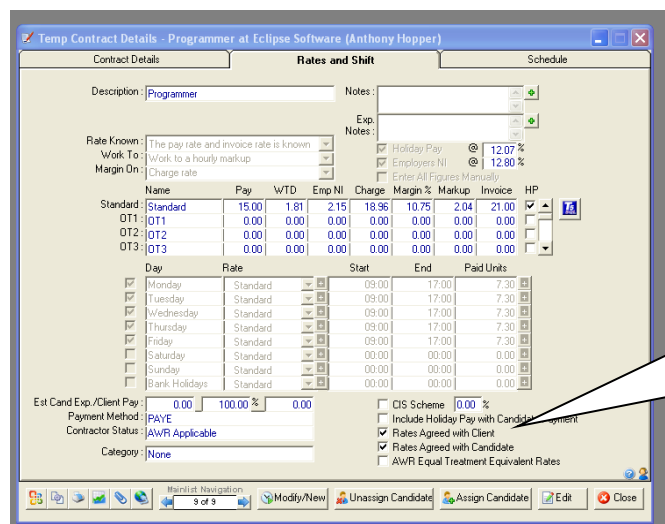 Temp Contract Details - Programmer at Eclipse Software (Anthony Hopper)
Contract Details Rates and Shift Schedule
Description : Programmer Notes :
Exp. Notes :
Rate Known : The pay rate and invoice rate is known Holiday Pay @ 12.07 %
Work To : Work to a hourly markup Employers NI @ 12.80 %
Margin On : Charge rate Enter All Figures Manually
Name Pay WTD Emp NI Charge Margin % Markup Invoice HP
Standard : Standard 15.00 1.81 2.15 18.96 10.75 2.04 21.00
OT1 : OT1 0.00 0.00 0.00 0.00 0.00 0.00 0.00
OT2 : OT2 0.00 0.00 0.00 0.00 0.00 0.00 0.00
OT3 : OT3 0.00 0.00 0.00 0.00 0.00 0.00 0.00
Day Rate Start End Paid Units
Monday Standard 09:00 17:00 7.30
Tuesday Standard 09:00 17:00 7.30
Wednesday Standard 09:00 17:00 7.30
Thursday Standard 09:00 17:00 7.30
Friday Standard 09:00 17:00 7.30
Saturday Standard 00:00 00:00 0.00
Sunday Standard 00:00 00:00 0.00
Bank Holidays Standard 00:00 00:00 0.00
Est Cand Exp./Client Pay : 0.00 100.00 % 0.00 CIS Scheme 0.00 %
Payment Method : PAYE Include Holiday Pay with Candidate Payment
Contractor Status : AWR Applicable Rates Agreed with Client
Rates Agreed with Candidate
Category : None AWR Equal Treatment Equivalent Rates
Mainlist Navigation
9 of 9 Modify/New Unassign Candidate Assign Candidate Edit Close